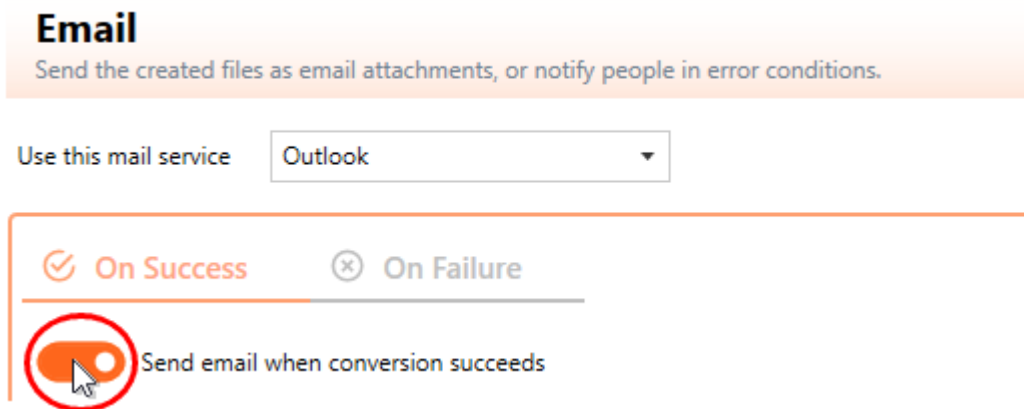 Email
Send the created files as email attachments, or notify people in error conditions.
Use this mail service Outlook
On Success On Failure
Send email when conversion succeeds